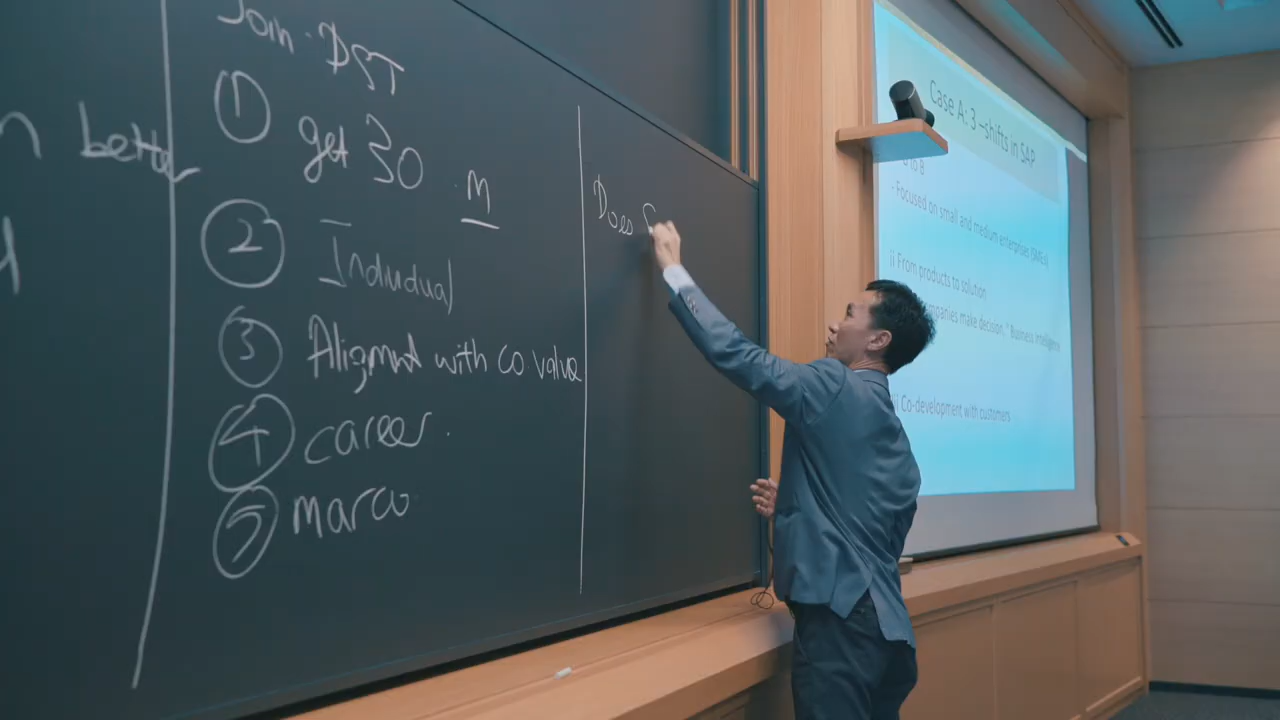 better
Join DST
1 get 30 M
2 Individual
3 Alignment with co value
4 career.
5 marco
Does
Case A: 3 –shifts in SAP
to B
- Focused on small and medium enterprises (SMEs)
ii From products to solution
companies make decision, " Business Intelligence
) Co-development with customers